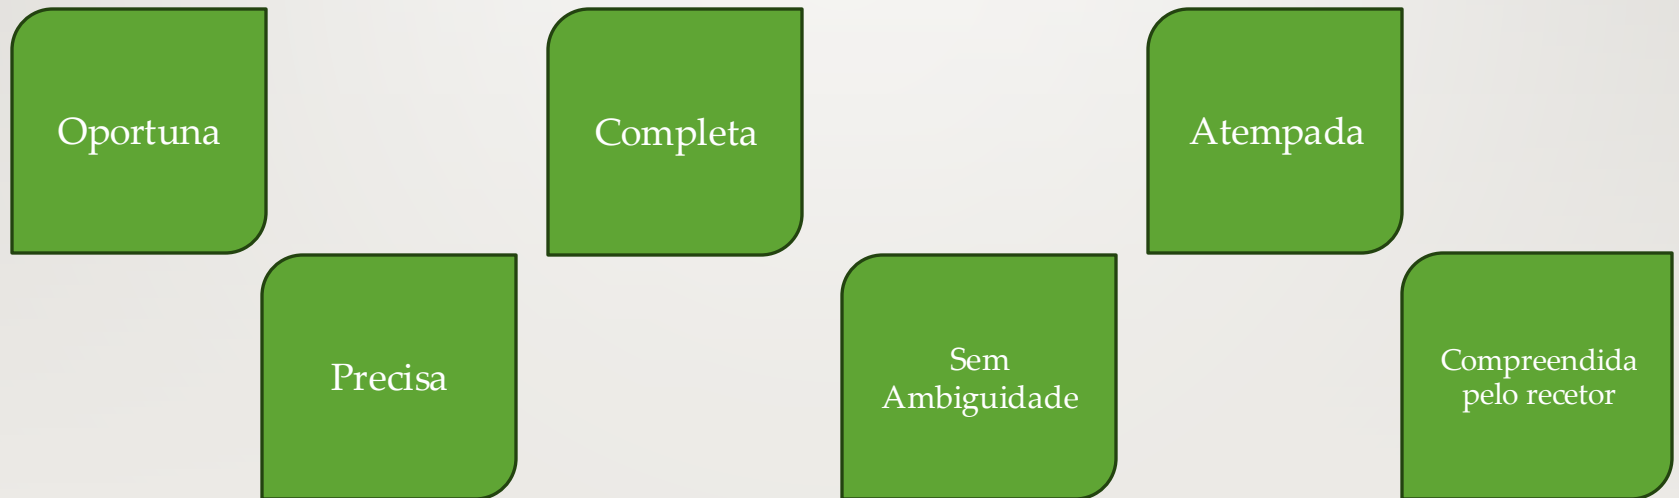 Oportuna
Completa
Atempada
Precisa
Sem
Ambiguidade
Compreendida
pelo recetor